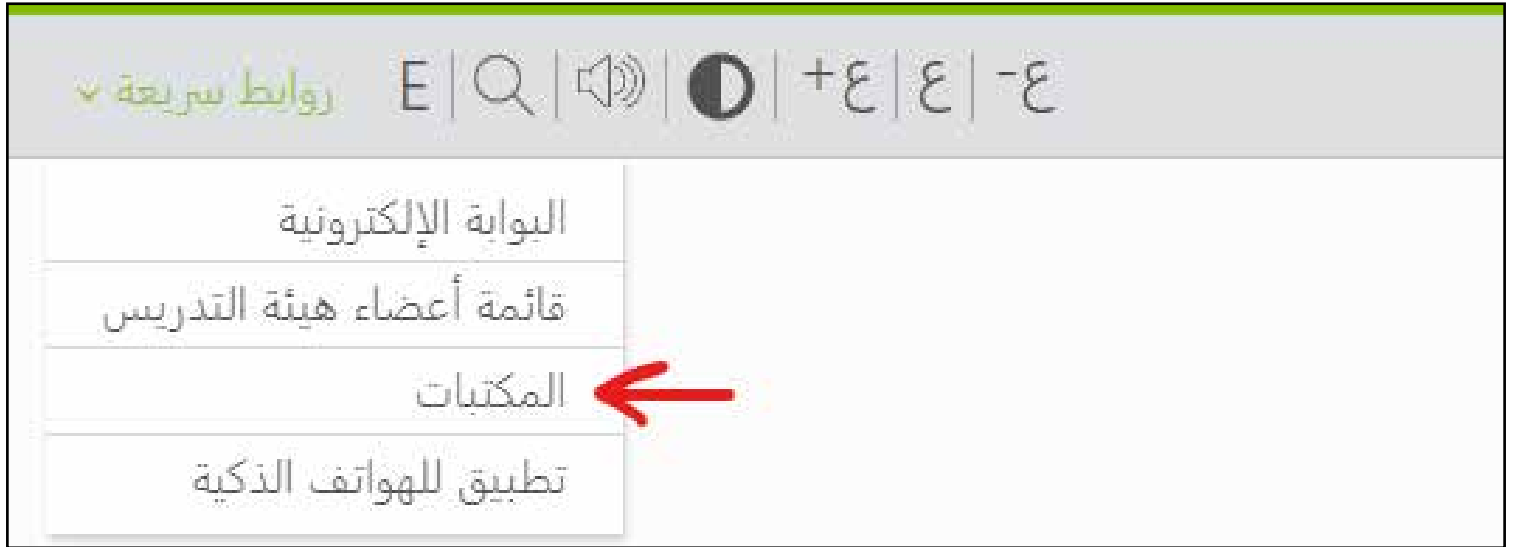 ع- | ع | ع+ | E روابط سريعة
البوابة الإلكترونية
قائمة أعضاء هيئة التدريس
المكتبات
تطبيق للهواتف الذكية